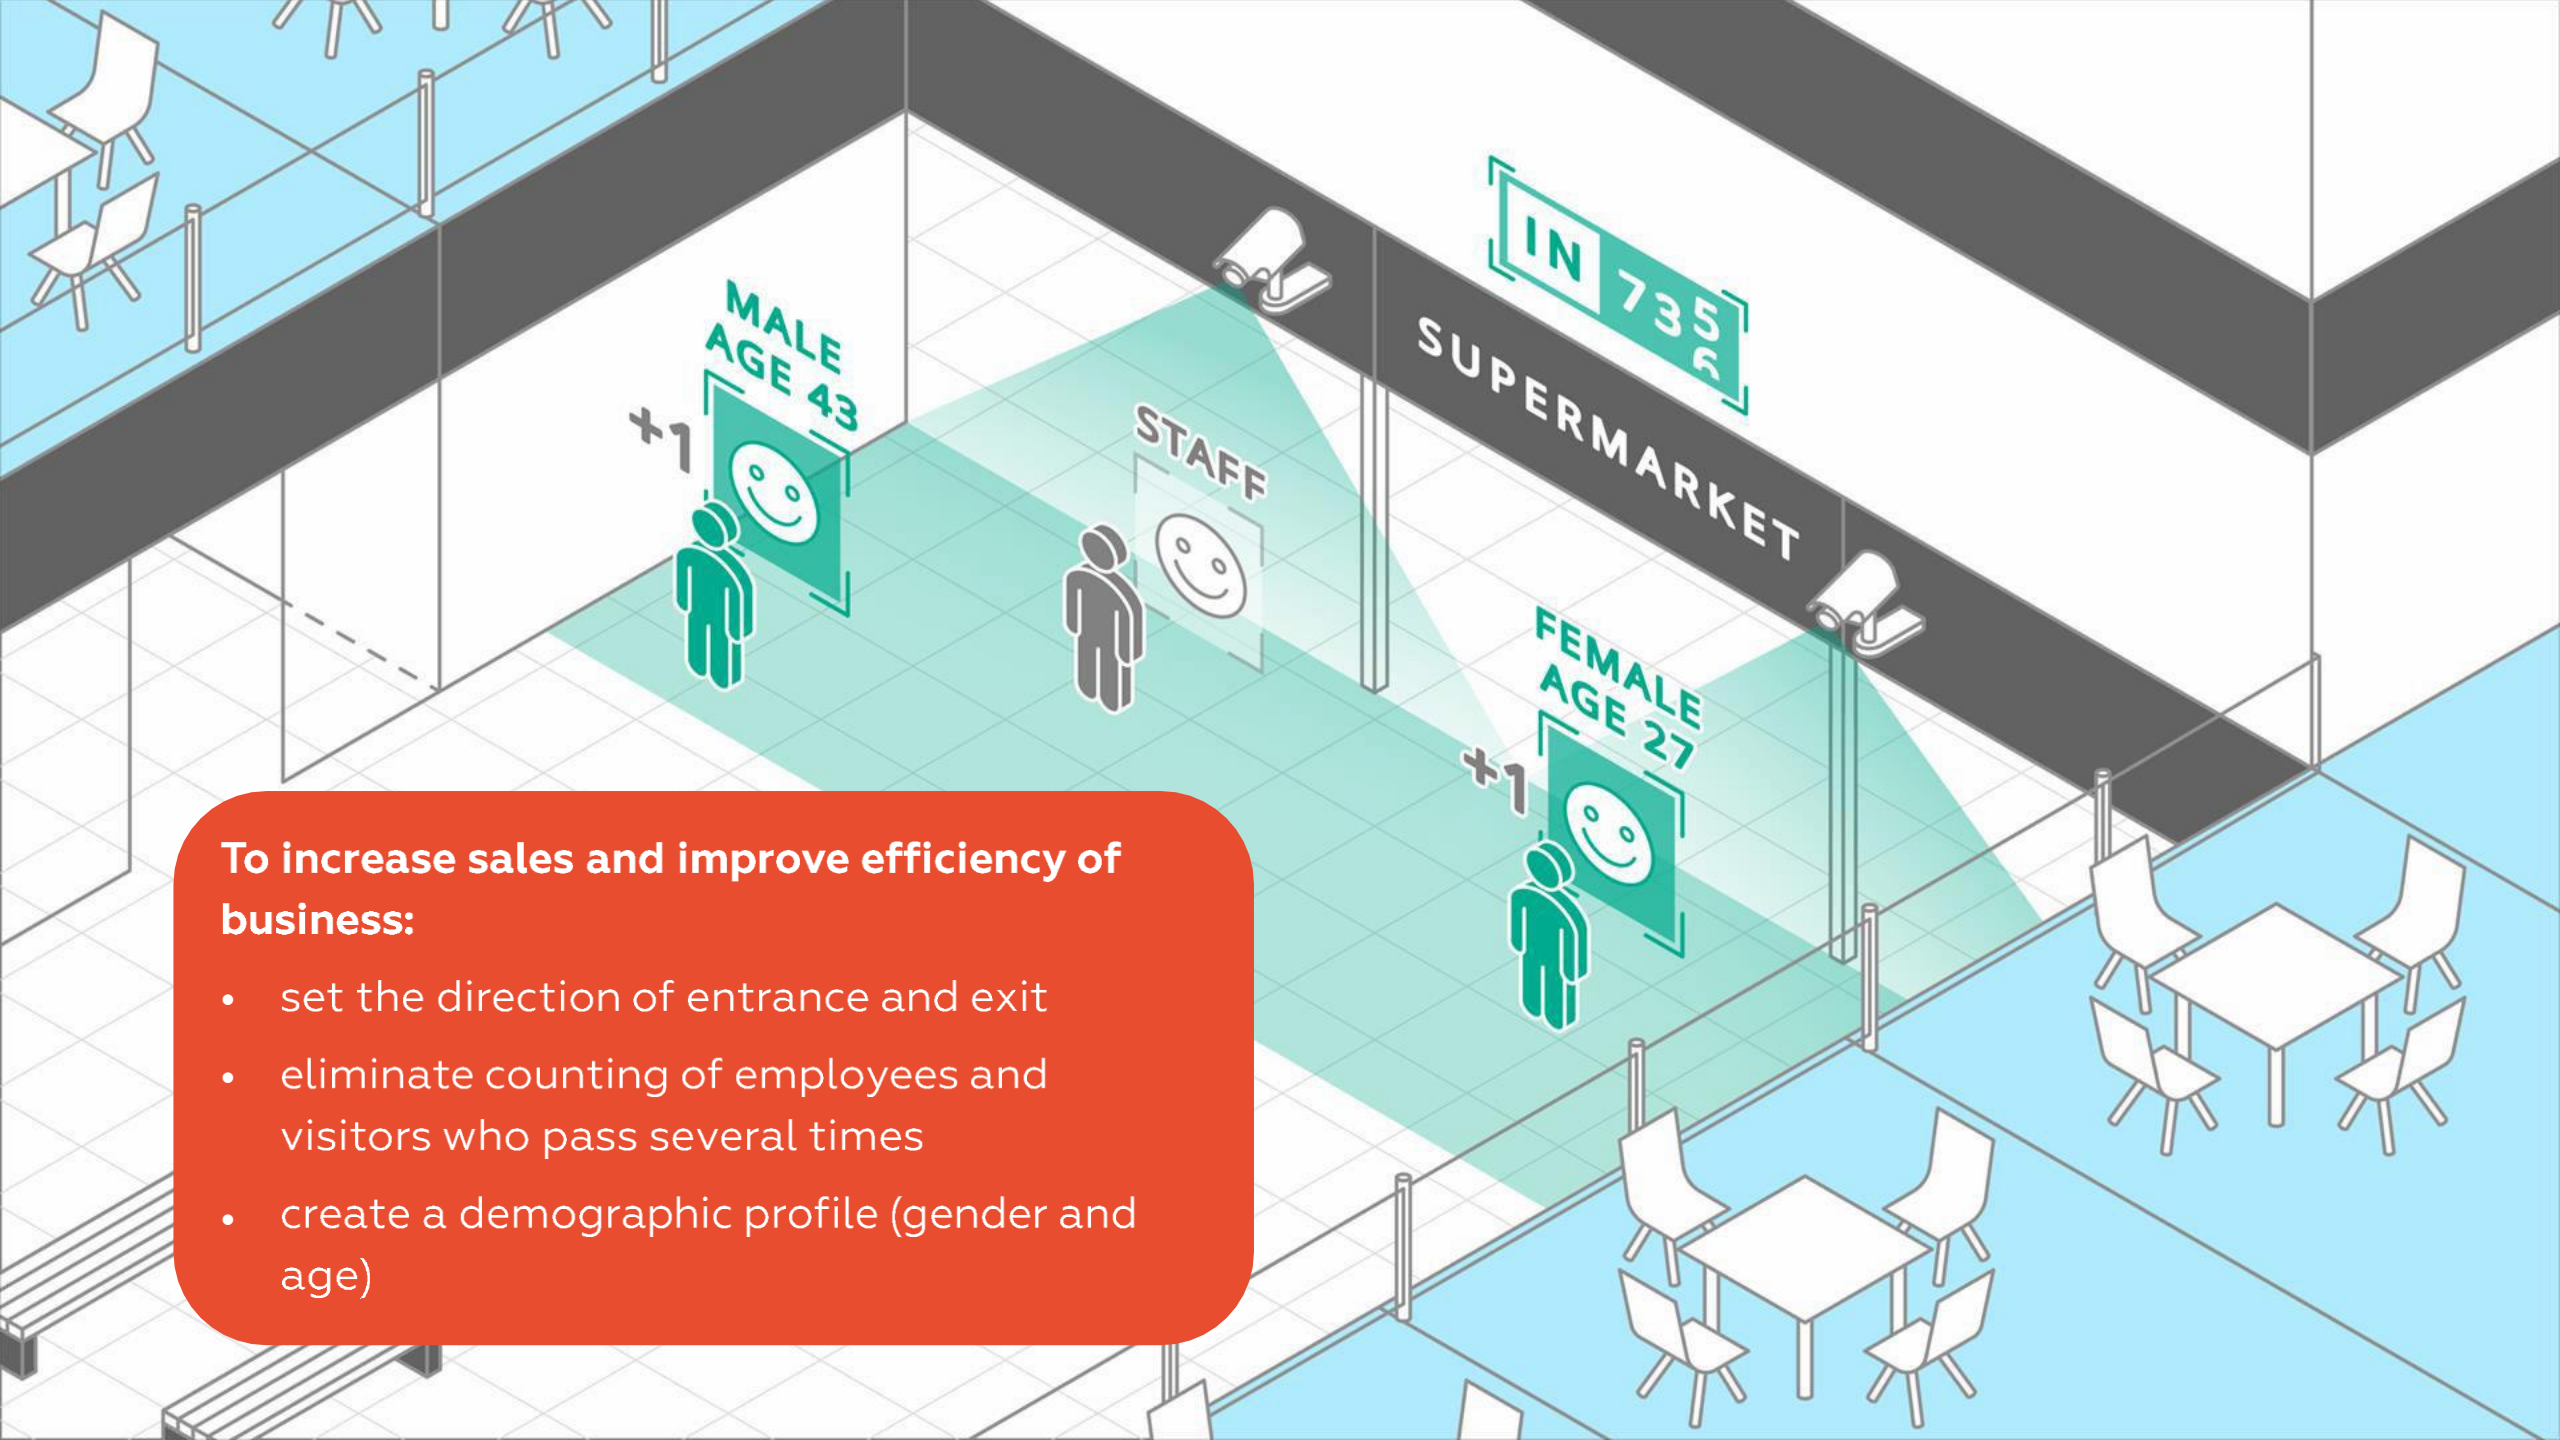 IN 735
6
SUPERMARKET
MALE
AGE 43
+1
STAFF
FEMALE
AGE 27
+1
To increase sales and improve efficiency of
business:
• set the direction of entrance and exit
• eliminate counting of employees and
visitors who pass several times
• create a demographic profile (gender and
age)